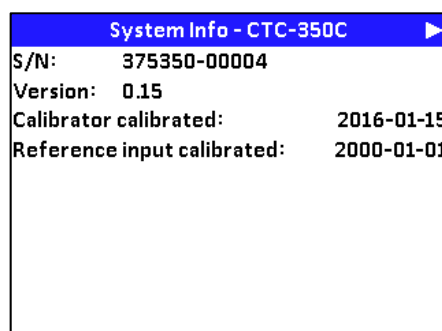 System Info - CTC-350C
S/N: 375350-00004
Version: 0.15
Calibrator calibrated: 2016-01-15
Reference input calibrated: 2000-01-01